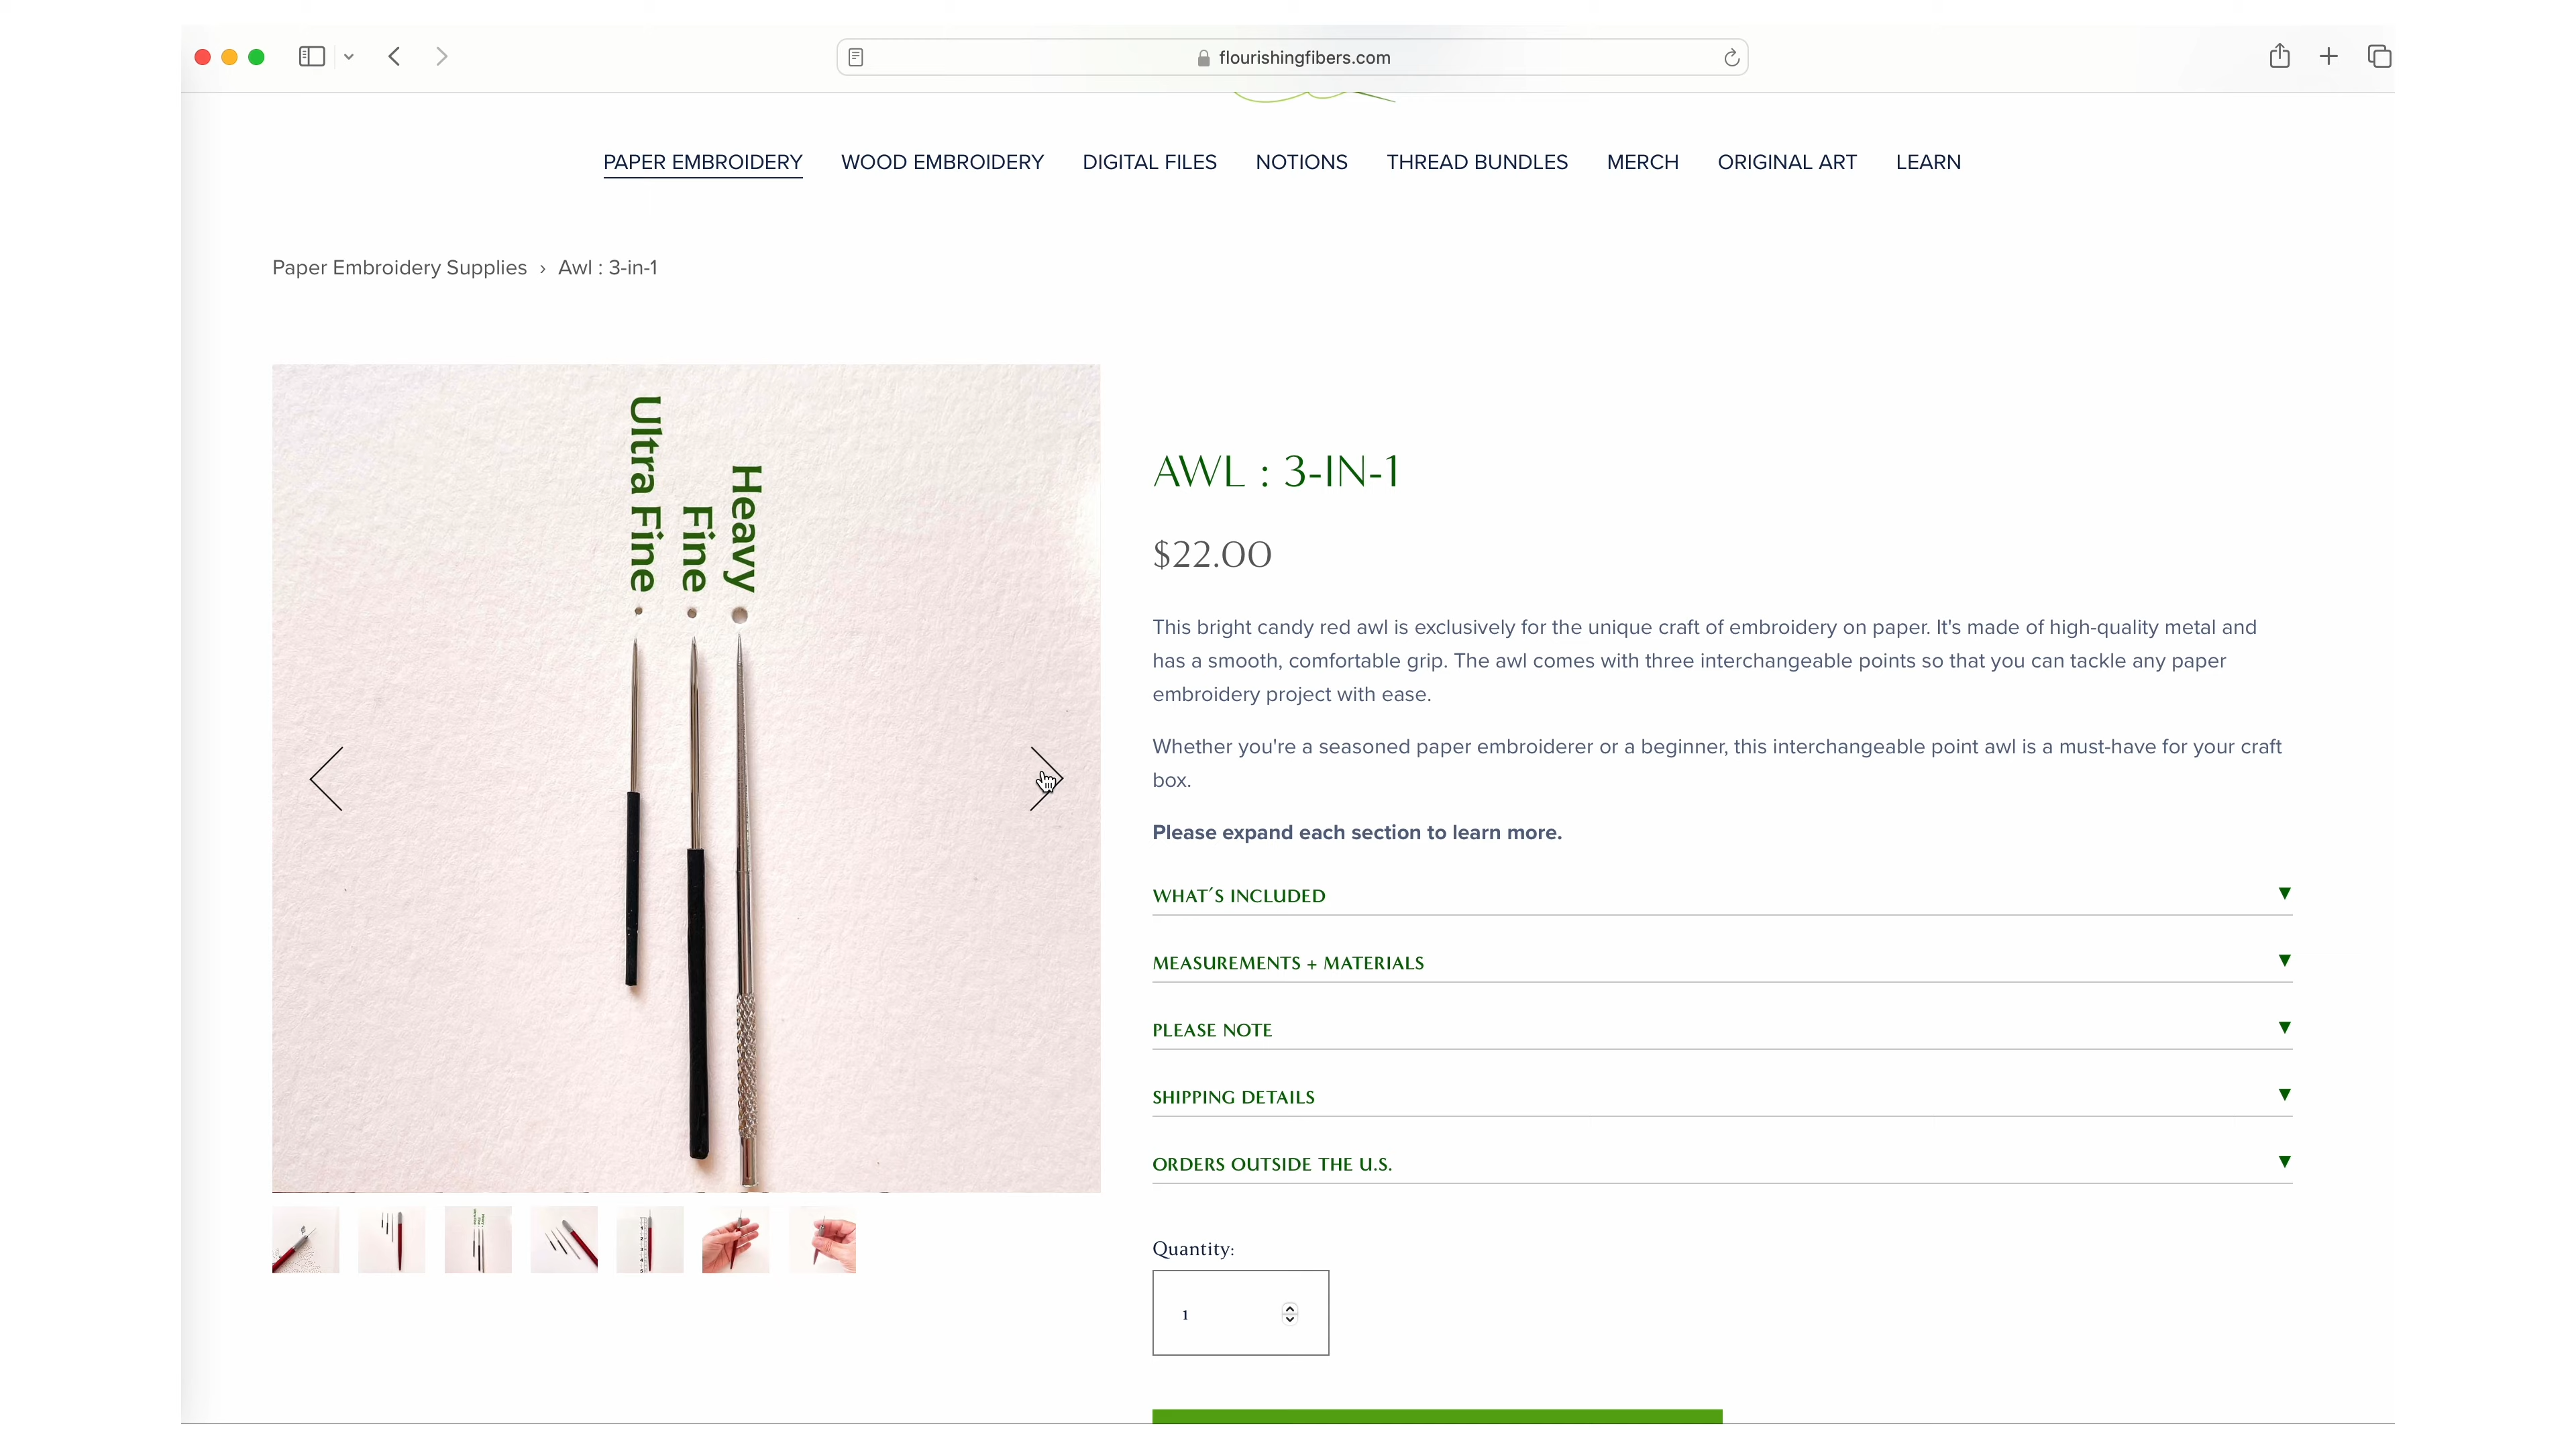 flourishingfibers.com
PAPER EMBROIDERY WOOD EMBROIDERY DIGITAL FILES NOTIONS THREAD BUNDLES MERCH ORIGINAL ART LEARN
Paper Embroidery Supplies › Awl : 3-in-1
Ultra Fine
Fine
Heavy
AWL : 3-IN-1
$22.00
This bright candy red awl is exclusively for the unique craft of embroidery on paper. It's made of high-quality metal and
has a smooth, comfortable grip. The awl comes with three interchangeable points so that you can tackle any paper
embroidery project with ease.
Whether you're a seasoned paper embroiderer or a beginner, this interchangeable point awl is a must-have for your craft
box.
Please expand each section to learn more.
WHAT´S INCLUDED ▼
MEASUREMENTS + MATERIALS ▼
PLEASE NOTE ▼
SHIPPING DETAILS ▼
ORDERS OUTSIDE THE U.S. ▼
Quantity:
1